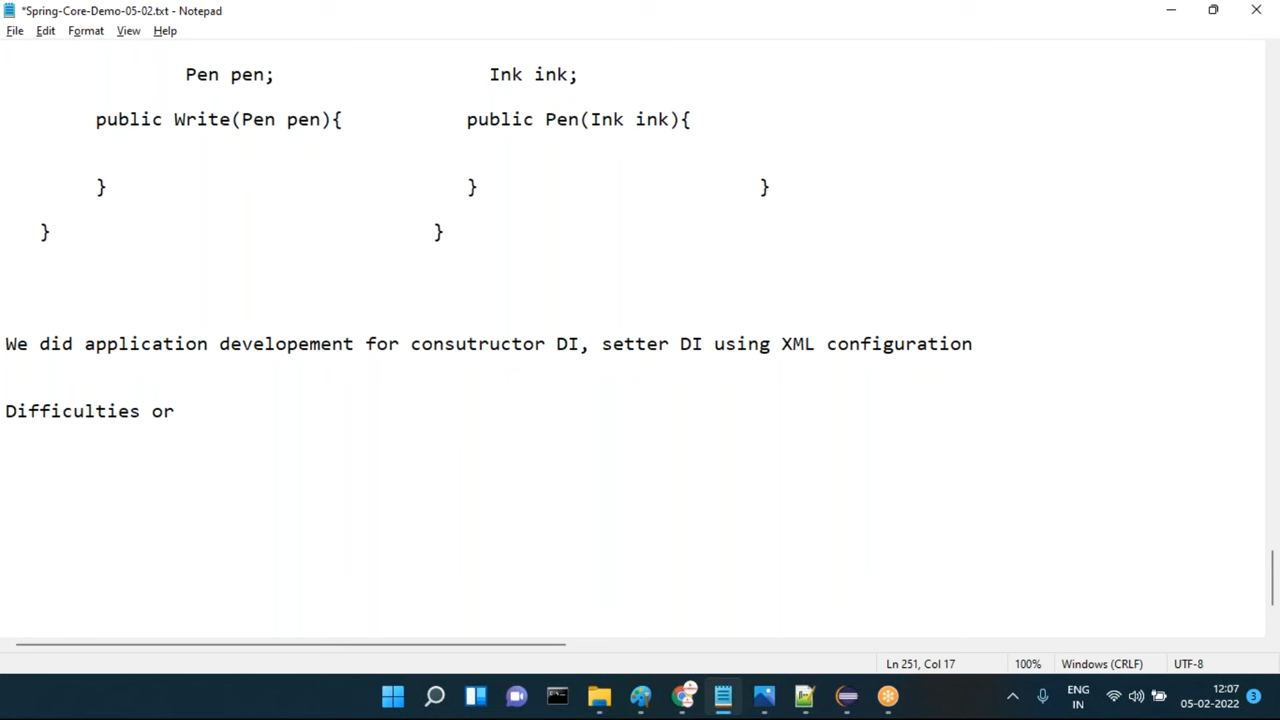 *Spring-Core-Demo-05-02.txt - Notepad
File Edit Format View Help
Pen pen; Ink ink;
public Write(Pen pen){ public Pen(Ink ink){
} } }
} }
We did application developement for consutructor DI, setter DI using XML configuration
Difficulties or
Ln 251, Col 17 100% Windows (CRLF) UTF-8
ENG 12:07
IN 05-02-2022 3